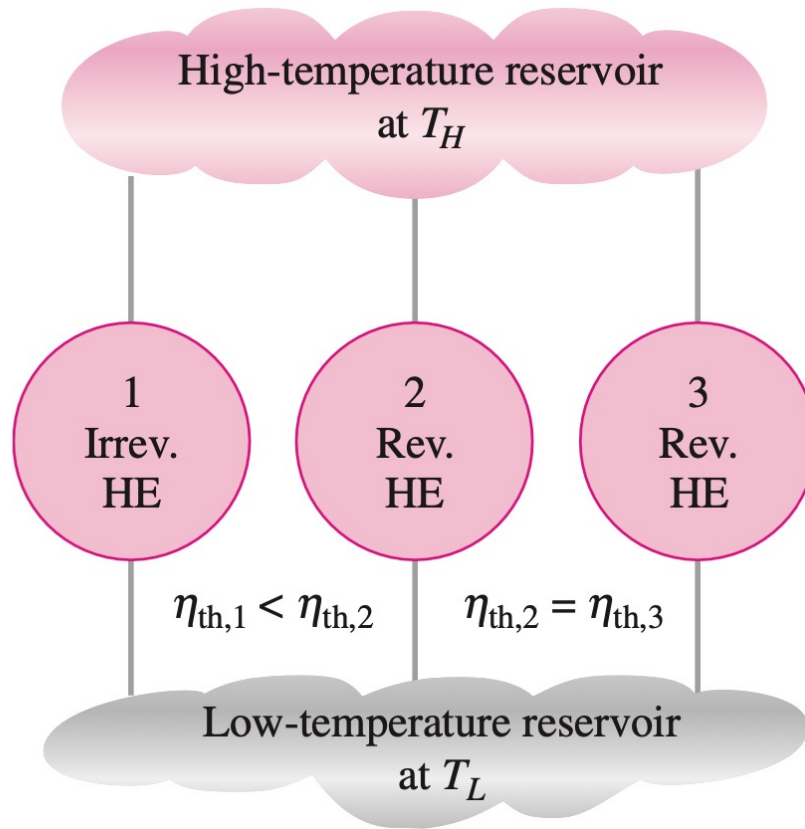 High-temperature reservoir
at T_H
1
Irrev.
HE
2
Rev.
HE
3
Rev.
HE
η_th,1 < η_th,2
η_th,2 = η_th,3
Low-temperature reservoir
at T_L